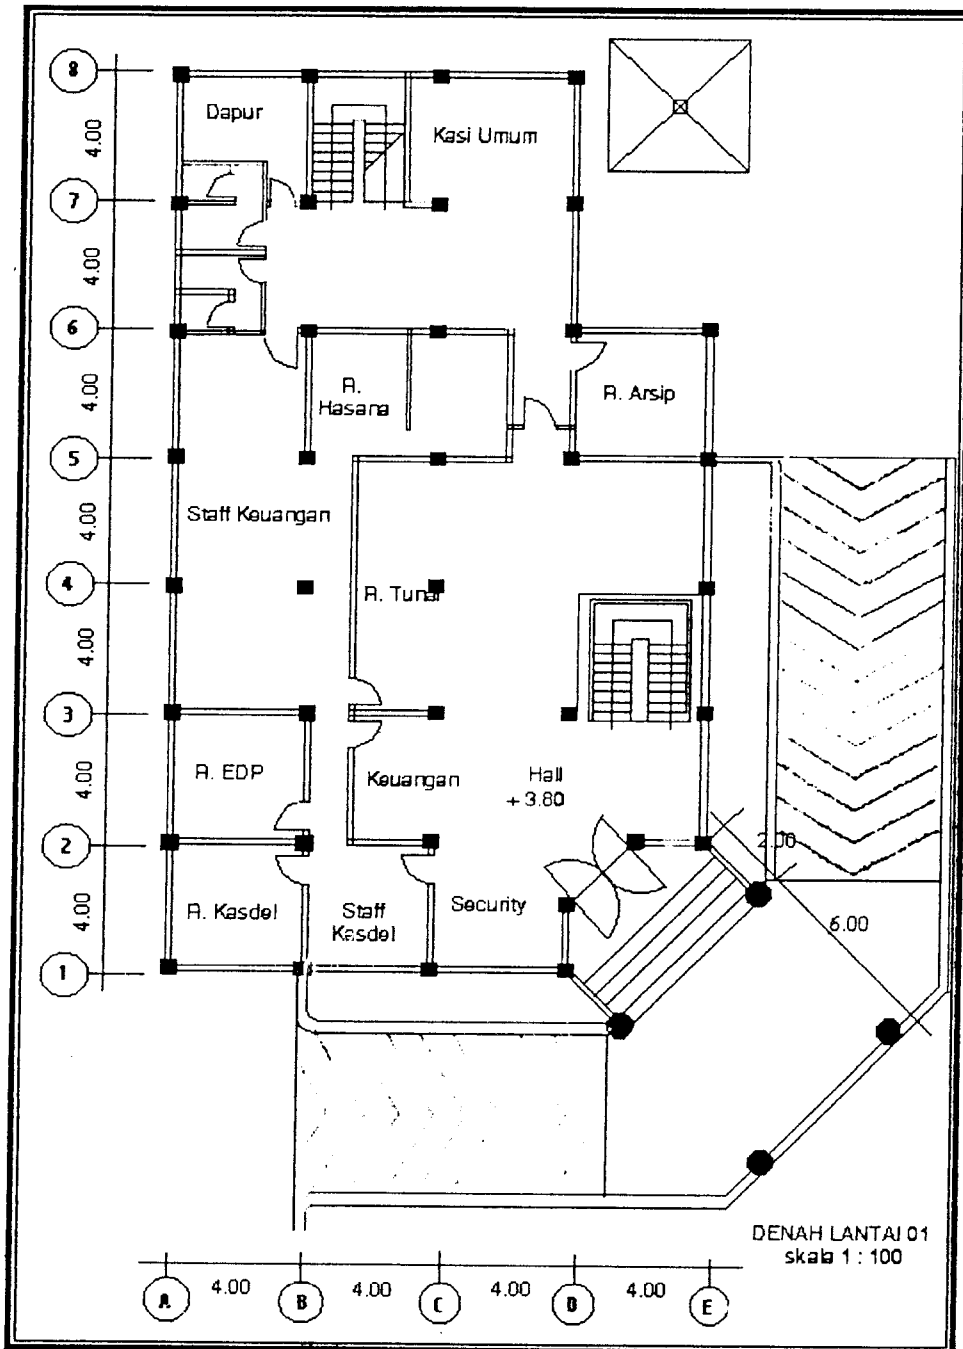 8
Dapur
Kasi Umum
4.00
7
4.00
6
R.
Hasana
R. Arsip
4.00
5
Staff Keuangan
4.00
4
R. Tunai
4.00
3
R. EDP
Keuangan
Hall
+ 3.80
4.00
2
2.00
R. Kasdel
Staff
Kasdel
Security
6.00
4.00
1
DENAH LANTAI 01
skala 1 : 100
4.00
4.00
4.00
4.00
A
B
C
D
E